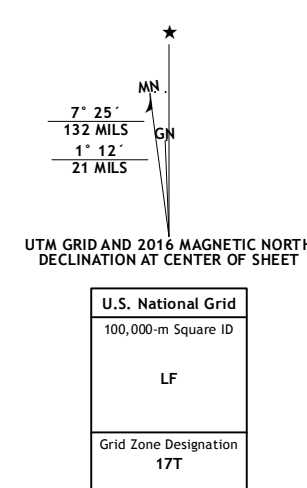 ★
MN
7° 25´
132 MILS
GN
1° 12´
21 MILS
UTM GRID AND 2016 MAGNETIC NORTH
DECLINATION AT CENTER OF SHEET
U.S. National Grid
100,000-m Square ID
LF
Grid Zone Designation
17T